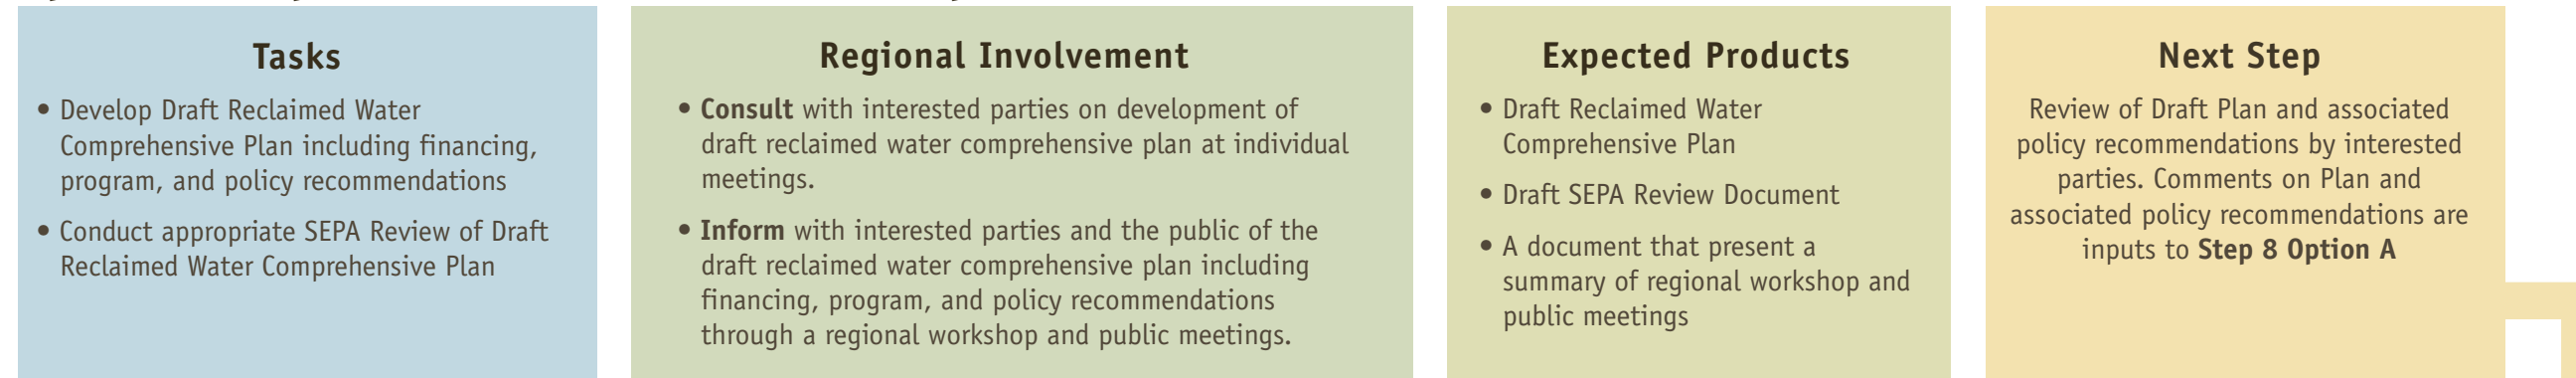 Tasks
• Develop Draft Reclaimed Water
Comprehensive Plan including financing,
program, and policy recommendations
• Conduct appropriate SEPA Review of Draft
Reclaimed Water Comprehensive Plan
Regional Involvement
• Consult with interested parties on development of
draft reclaimed water comprehensive plan at individual
meetings.
• Inform with interested parties and the public of the
draft reclaimed water comprehensive plan including
financing, program, and policy recommendations
through a regional workshop and public meetings.
Expected Products
• Draft Reclaimed Water
Comprehensive Plan
• Draft SEPA Review Document
• A document that present a
summary of regional workshop and
public meetings
Next Step
Review of Draft Plan and associated
policy recommendations by interested
parties. Comments on Plan and
associated policy recommendations are
inputs to Step 8 Option A